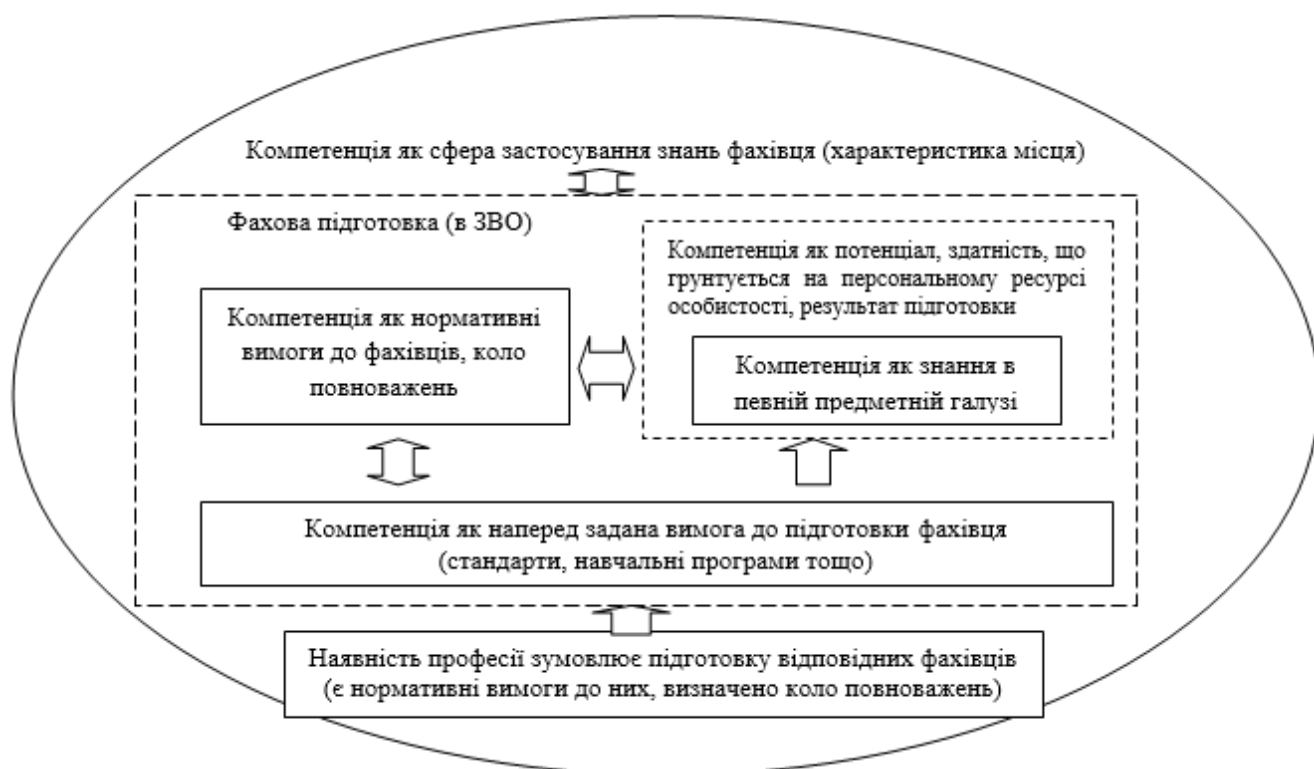 Компетенція як сфера застосування знань фахівця (характеристика місця)
Фахова підготовка (в ЗВО)
Компетенція як потенціал, здатність, що
грунтується на персональному ресурсі
особистості, результат підготовки
Компетенція як нормативні
вимоги до фахівців, коло
повноважень
Компетенція як знання в
певній предметній галузі
Компетенція як наперед задана вимога до підготовки фахівця
(стандарти, навчальні програми тощо)
Наявність професії зумовлює підготовку відповідних фахівців
(є нормативні вимоги до них, визначено коло повноважень)